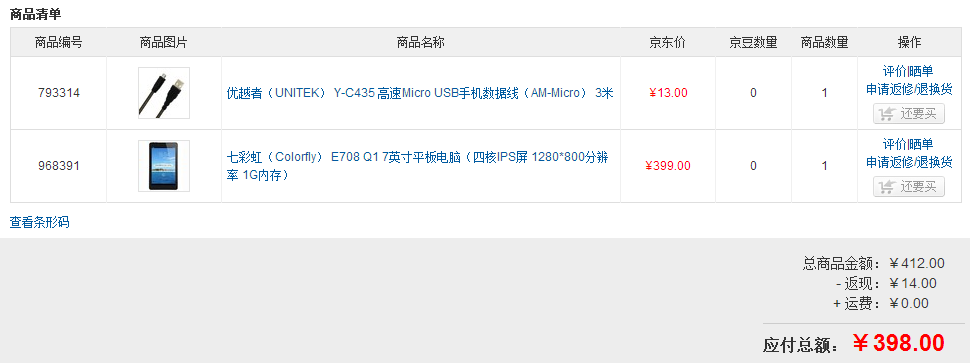 商品清单
商品编号 商品图片 商品名称 京东价 京豆数量 商品数量 操作
793314 优越者（UNITEK） Y-C435 高速Micro USB手机数据线（AM-Micro） 3米 ¥13.00 0 1 评价|晒单
申请返修/退换货
还要买
968391 七彩虹（Colorfly） E708 Q1 7英寸平板电脑（四核IPS屏 1280*800分辨 ¥399.00 0 1 评价|晒单
率 1G内存） 申请返修/退换货
还要买
查看条形码
总商品金额：￥412.00
- 返现：￥14.00
+ 运费：￥0.00
应付总额：￥398.00